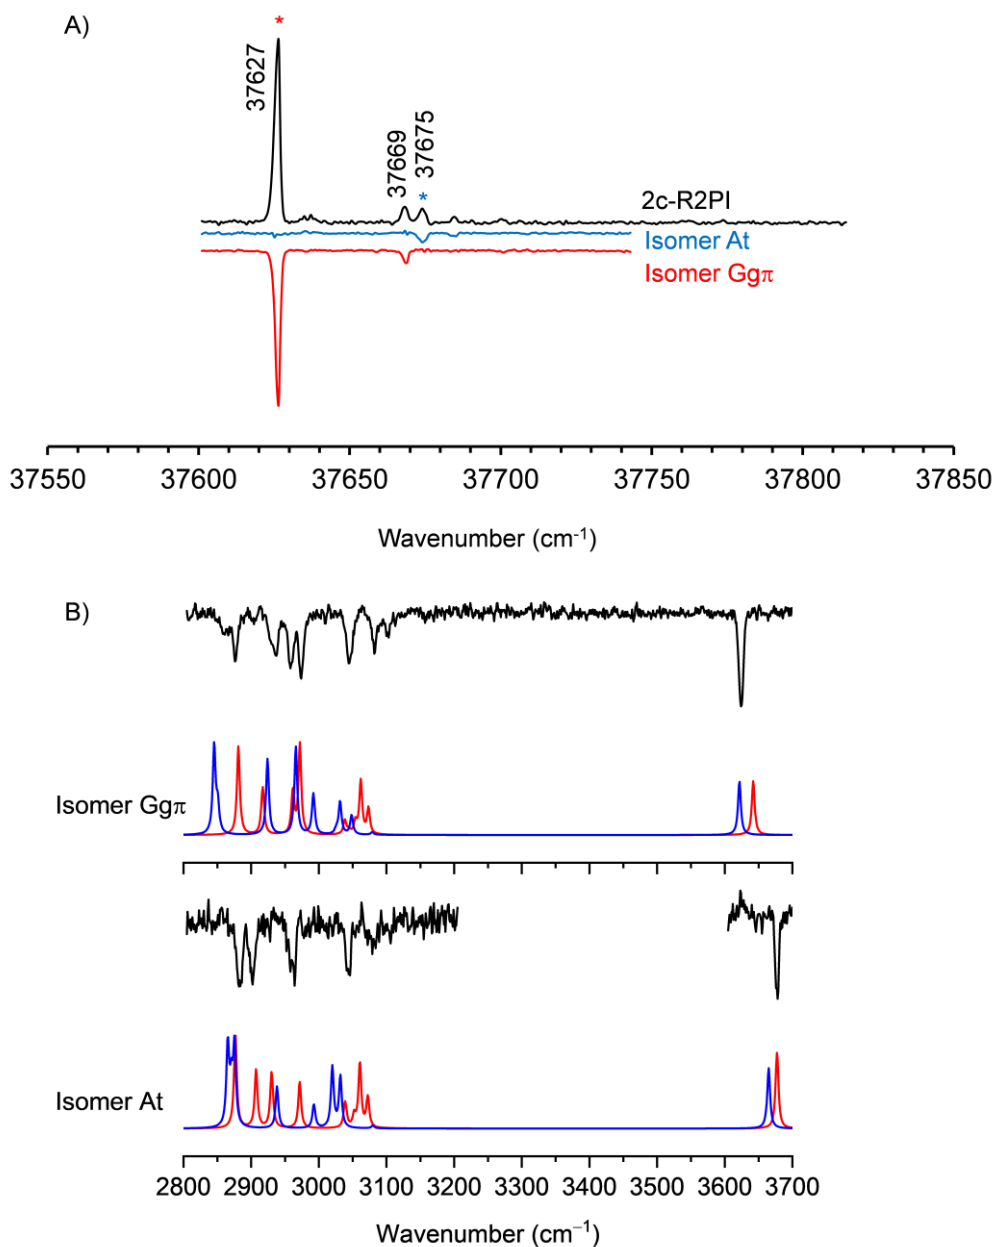 A)
*
37627
37669
37675
*
2c-R2PI
Isomer At
Isomer Ggπ
37550 37600 37650 37700 37750 37800 37850
Wavenumber (cm⁻¹)
B)
Isomer Ggπ
Isomer At
2800 2900 3000 3100 3200 3300 3400 3500 3600 3700
Wavenumber (cm⁻¹)